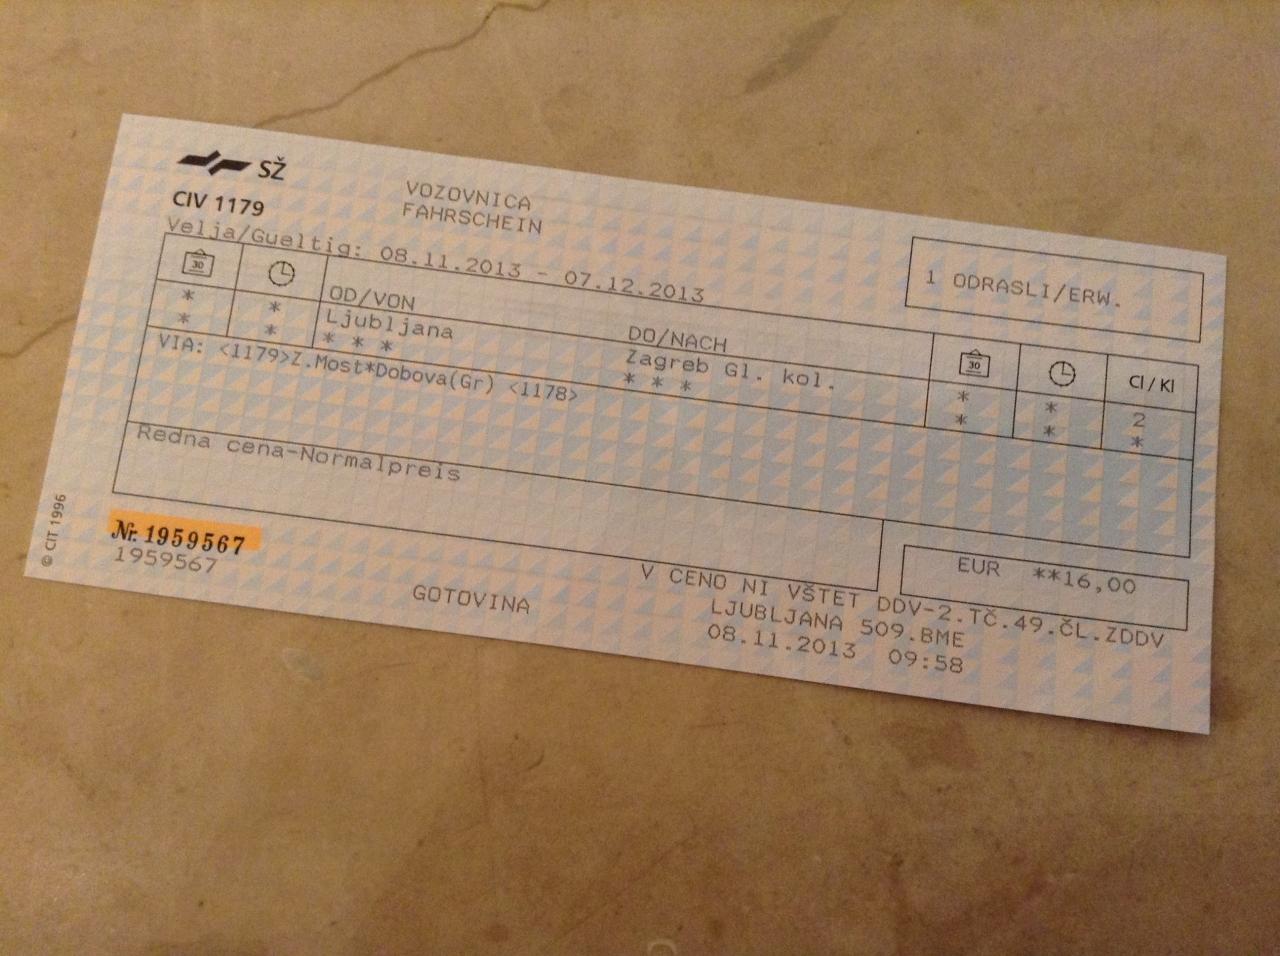 SŽ
CIV 1179
VOZOVNICA
FAHRSCHEIN
Velja/Gueltig: 08.11.2013 - 07.12.2013
1 ODRASLI/ERW.
30
OD/VON
DO/NACH
30
Cl / Kl
* * Ljubljana
Zagreb Gl. kol.
* * 2
* * * * *
* * *
* * *
VIA: <1179>Z.Most*Dobova(Gr) <1178>
Redna cena-Normalpreis
EUR **16,00
© CIT 1996
Nr. 1959567
1959567
GOTOVINA
V CENO NI VŠTET DDV-2.TČ.49.ČL.ZDDV
LJUBLJANA 509.BME
08.11.2013 09:58